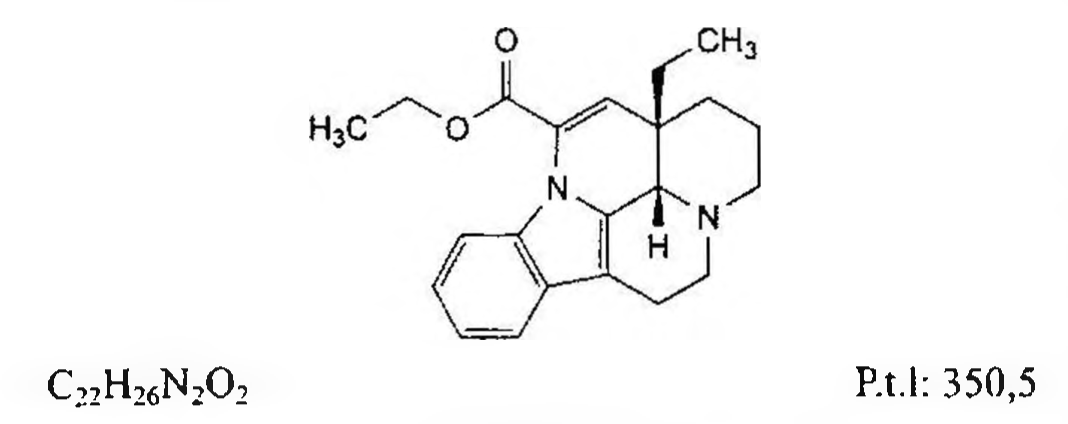 O
CH₃
H₃C
O
N
N
H
C₂₂H₂₆N₂O₂
P.t.l: 350,5